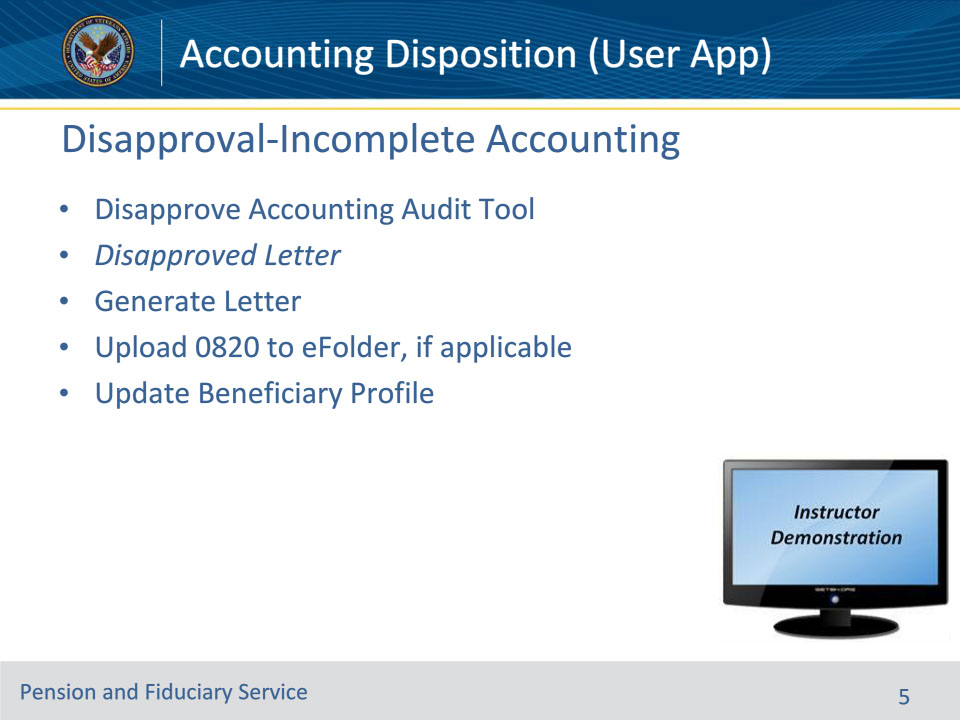 Accounting Disposition (User App)
Disapproval-Incomplete Accounting
• Disapprove Accounting Audit Tool
• Disapproved Letter
• Generate Letter
• Upload 0820 to eFolder, if applicable
• Update Beneficiary Profile
Instructor
Demonstration
Pension and Fiduciary Service
5